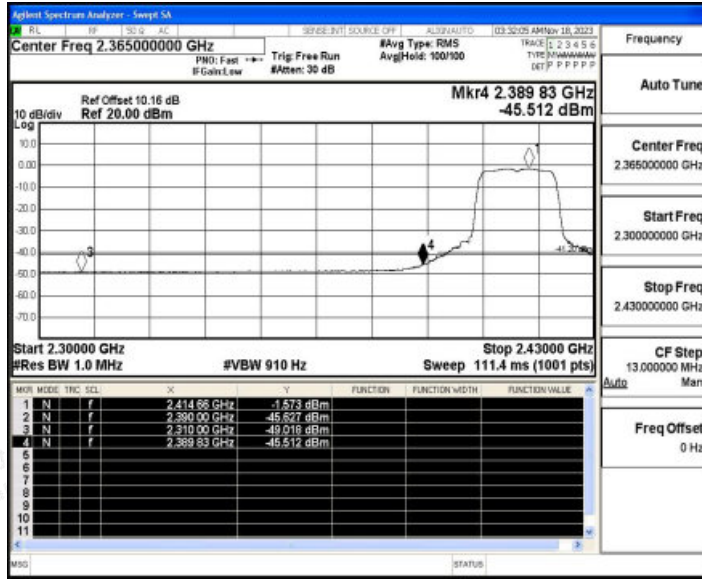 Agilent Spectrum Analyzer - Swept SA
RL RF 50 Ω AC SENSE:INT SOURCE OFF ALIGNAUTO 03:32:05 AMNov 18, 2023
Center Freq 2.365000000 GHz
PNO: Fast
IFGain:Low
Trig: Free Run
#Atten: 30 dB
#Avg Type: RMS
Avg|Hold: 100/100
TRACE 1 2 3 4 5 6
TYPE
DET P P P P P P
Ref Offset 10.16 dB
10 dB/div Ref 20.00 dBm
Log
Mkr4 2.389 83 GHz
-45.512 dBm
10.0
0.00
-10.0
-20.0
-30.0
-40.0
-50.0
-60.0
-70.0
1
3
4
Start 2.30000 GHz
Stop 2.43000 GHz
#Res BW 1.0 MHz #VBW 910 Hz Sweep 111.4 ms (1001 pts)
MKR MODE TRC SCL X Y FUNCTION FUNCTION WIDTH FUNCTION VALUE
1 N f 2.414 66 GHz -1.573 dBm
2 N f 2.390 00 GHz -45.627 dBm
3 N f 2.310 00 GHz -49.018 dBm
4 N f 2.389 83 GHz -45.512 dBm
5
6
7
8
9
10
11
MSG STATUS
Frequency
Auto Tune
Center Freq
2.365000000 GHz
Start Freq
2.300000000 GHz
Stop Freq
2.430000000 GHz
CF Step
13.000000 MHz
Auto Man
Freq Offset
0 Hz